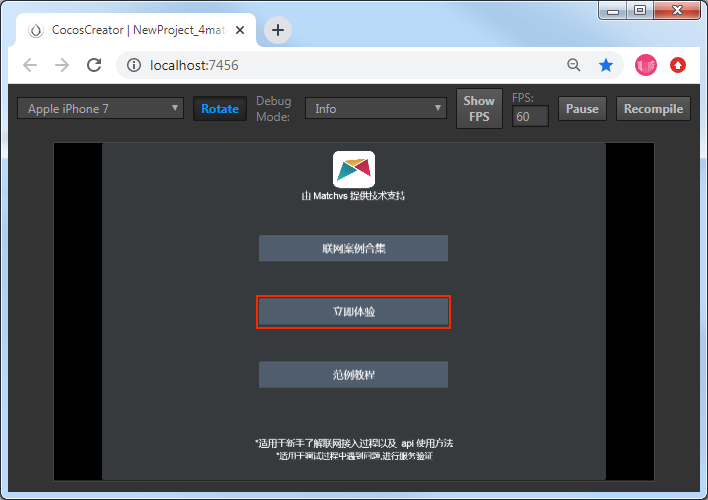 CocosCreator | NewProject_4mat
localhost:7456
Apple iPhone 7
Rotate
Debug
Mode:
Info
Show
FPS
FPS:
60
Pause
Recompile
由 Matchvs 提供技术支持
联网案例合集
立即体验
范例教程
*适用于新手了解联网接入过程以及 api 使用方法
*适用于调试过程中遇到问题,进行服务验证